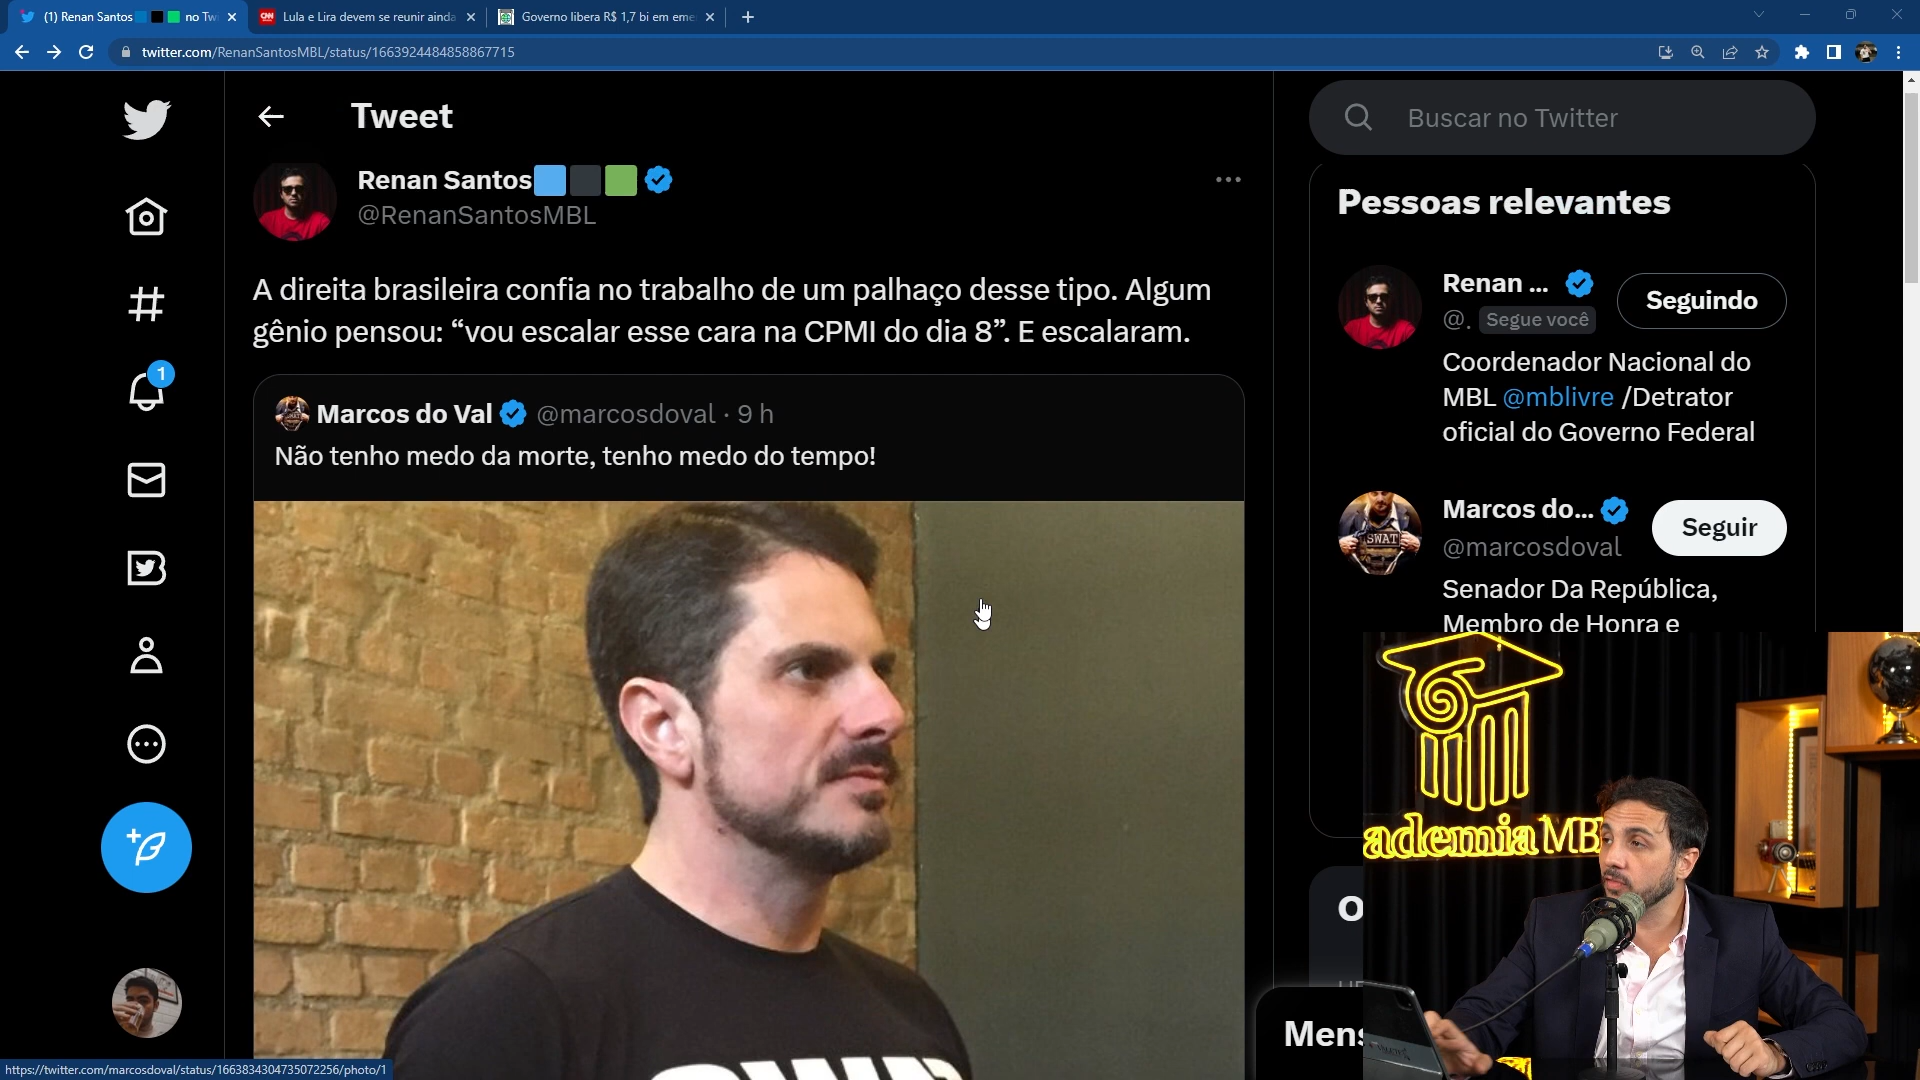 (1) Renan Santos no Tw
Lula e Lira devem se reunir ainda
Governo libera R$ 1,7 bi em eme
twitter.com/RenanSantosMBL/status/1663924484858867715
Tweet
Buscar no Twitter
Renan Santos
@RenanSantosMBL
A direita brasileira confia no trabalho de um palhaço desse tipo. Algum
gênio pensou: “vou escalar esse cara na CPMI do dia 8”. E escalaram.
Marcos do Val @marcosdoval · 9 h
Não tenho medo da morte, tenho medo do tempo!
Pessoas relevantes
Renan ...
Seguindo
@. Segue você
Coordenador Nacional do
MBL @mblivre /Detrator
oficial do Governo Federal
Marcos do...
Seguir
@marcosdoval
Senador Da República,
Membro de Honra e
SWAT
1
ademia MB
Mens
https://twitter.com/marcosdoval/status/1663834304735072256/photo/1